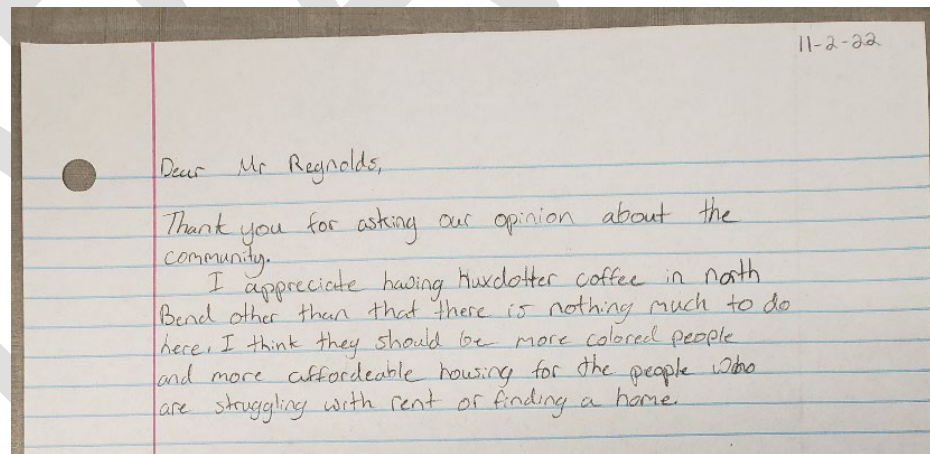 11-2-22
Dear Mr Reynolds,
Thank you for asking our opinion about the
community.
I appreciate having Huxdotter coffee in north
Bend other than that there is nothing much to do
here. I think they should be more colored people
and more affordeable housing for the people who
are struggling with rent or finding a home.